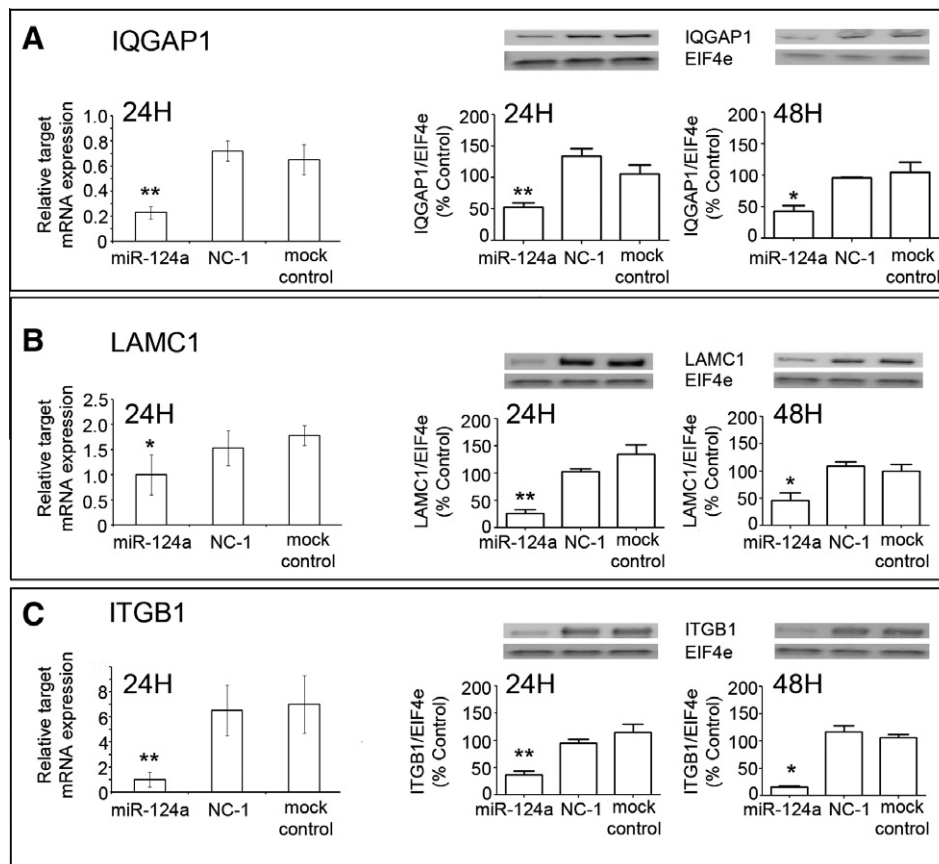 A IQGAP1
IQGAP1
EIF4e
24H
Relative target
mRNA expression
1.0
0.8
0.6
0.4
0.2
0
**
miR-124a NC-1 mock
control
24H
IQGAP1/EIF4e
(% Control)
200
150
100
50
0
**
miR-124a NC-1 mock
control
48H
IQGAP1/EIF4e
(% Control)
200
150
100
50
0
*
miR-124a NC-1 mock
control
B LAMC1
LAMC1
EIF4e
24H
Relative target
mRNA expression
2.5
2.0
1.5
1.0
0.5
0.0
*
miR-124a NC-1 mock
control
24H
LAMC1/EIF4e
(% Control)
200
150
100
50
0
**
miR-124a NC-1 mock
control
48H
LAMC1/EIF4e
(% Control)
200
150
100
50
0
*
miR-124a NC-1 mock
control
C ITGB1
ITGB1
EIF4e
24H
Relative target
mRNA expression
8
6
4
2
0
**
miR-124a NC-1 mock
control
24H
ITGB1/EIF4e
(% Control)
200
150
100
50
0
**
miR-124a NC-1 mock
control
48H
ITGB1/EIF4e
(% Control)
200
150
100
50
0
*
miR-124a NC-1 mock
control